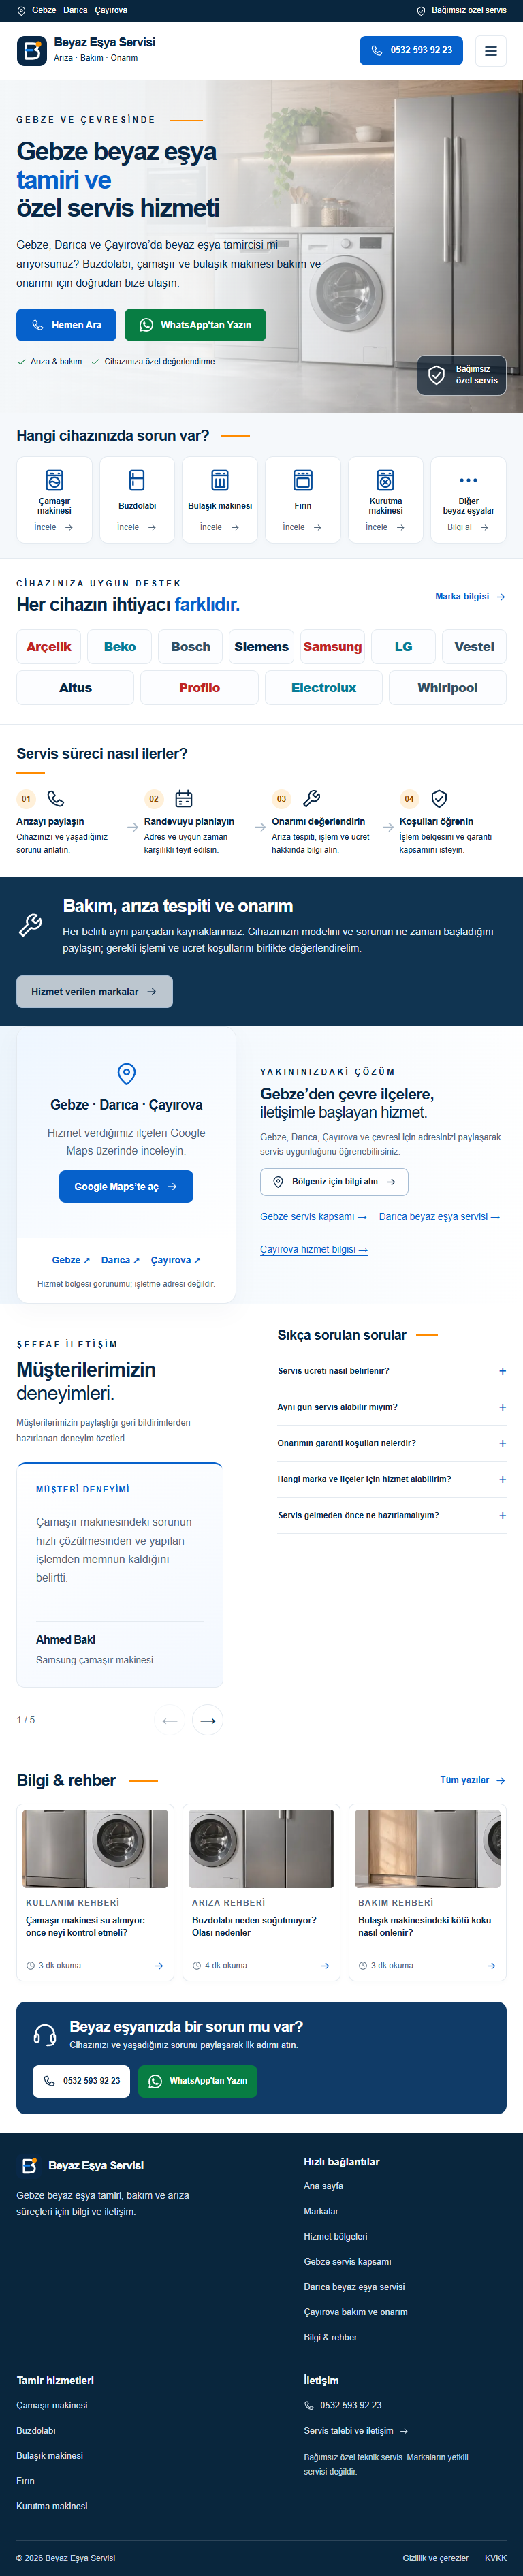 Gebze · Darıca · Çayırova
Bağımsız özel servis
Beyaz Eşya Servisi
Arıza · Bakım · Onarım
0532 593 92 23
GEBZE VE ÇEVRESİNDE
Gebze beyaz eşya
tamiri ve
özel servis hizmeti
Gebze, Darıca ve Çayırova’da beyaz eşya tamircisi mi
arıyorsunuz? Buzdolabı, çamaşır ve bulaşık makinesi bakım ve
onarımı için doğrudan bize ulaşın.
Hemen Ara
WhatsApp'tan Yazın
Arıza & bakım
Cihazınıza özel değerlendirme
Bağımsız
özel servis
Hangi cihazınızda sorun var?
Çamaşır
makinesi
İncele →
Buzdolabı
İncele →
Bulaşık makinesi
İncele →
Fırın
İncele →
Kurutma
makinesi
İncele →
Diğer
beyaz eşyalar
Bilgi al →
CİHAZINIZA UYGUN DESTEK
Her cihazın ihtiyacı farklıdır.
Marka bilgisi →
Arçelik
Beko
Bosch
Siemens
Samsung
LG
Vestel
Altus
Profilo
Electrolux
Whirlpool
Servis süreci nasıl ilerler?
01
Arızayı paylaşın
Cihazınızı ve yaşadığınız
sorunu anlatın.
02
Randevuyu planlayın
Adres ve uygun zaman
karşılıklı teyit edilsin.
03
Onarımı değerlendirin
Arıza tespiti, işlem ve ücret
hakkında bilgi alın.
04
Koşulları öğrenin
İşlem belgesini ve garanti
kapsamını isteyin.
Bakım, arıza tespiti ve onarım
Her belirti aynı parçadan kaynaklanmaz. Cihazınızın modelini ve sorunun ne zaman başladığını
paylaşın; gerekli işlemi ve ücret koşullarını birlikte değerlendirelim.
Hizmet verilen markalar →
Gebze · Darıca · Çayırova
Hizmet verdiğimiz ilçeleri Google
Maps üzerinde inceleyin.
Google Maps'te aç →
Gebze ↗ Darıca ↗ Çayırova ↗
Hizmet bölgesi görünümü; işletme adresi değildir.
YAKINININIZDAKİ ÇÖZÜM
Gebze’den çevre ilçelere,
iletişimle başlayan hizmet.
Gebze, Darıca, Çayırova ve çevresi için adresinizi paylaşarak
servis uygunluğunu öğrenebilirsiniz.
Bölgeniz için bilgi alın →
Gebze servis kapsamı →
Darıca beyaz eşya servisi →
Çayırova hizmet bilgisi →
ŞEFFAF İLETİŞİM
Müşterilerimizin
deneyimleri.
Müşterilerimizin paylaştığı geri bildirimlerden
hazırlanan deneyim özetleri.
MÜŞTERİ DENEYİMİ
Çamaşır makinesindeki sorunun
hızlı çözülmesinden ve yapılan
işlemden memnun kaldığını
belirtti.
Ahmed Baki
Samsung çamaşır makinesi
1 / 5
← →
Sıkça sorulan sorular
Servis ücreti nasıl belirlenir? +
Aynı gün servis alabilir miyim? +
Onarımın garanti koşulları nelerdir? +
Hangi marka ve ilçeler için hizmet alabilirim? +
Servis gelmeden önce ne hazırlamalıyım? +
Bilgi & rehber
Tüm yazılar →
KULLANIM REHBERİ
Çamaşır makinesi su almıyor:
önce neyi kontrol etmeli?
3 dk okuma →
ARIZA REHBERİ
Buzdolabı neden soğutmuyor?
Olası nedenler
4 dk okuma →
BAKIM REHBERİ
Bulaşık makinesindeki kötü koku
nasıl önlenir?
3 dk okuma →
Beyaz eşyanızda bir sorun mu var?
Cihazınızı ve yaşadığınız sorunu paylaşarak ilk adımı atın.
0532 593 92 23
WhatsApp'tan Yazın
Beyaz Eşya Servisi
Gebze beyaz eşya tamiri, bakım ve arıza
süreçleri için bilgi ve iletişim.
Hızlı bağlantılar
Ana sayfa
Markalar
Hizmet bölgeleri
Gebze servis kapsamı
Darıca beyaz eşya servisi
Çayırova bakım ve onarım
Bilgi & rehber
Tamir hizmetleri
Çamaşır makinesi
Buzdolabı
Bulaşık makinesi
Fırın
Kurutma makinesi
İletişim
0532 593 92 23
Servis talebi ve iletişim →
Bağımsız özel teknik servis. Markaların yetkili
servisi değildir.
© 2026 Beyaz Eşya Servisi
Gizlilik ve çerezler
KVKK